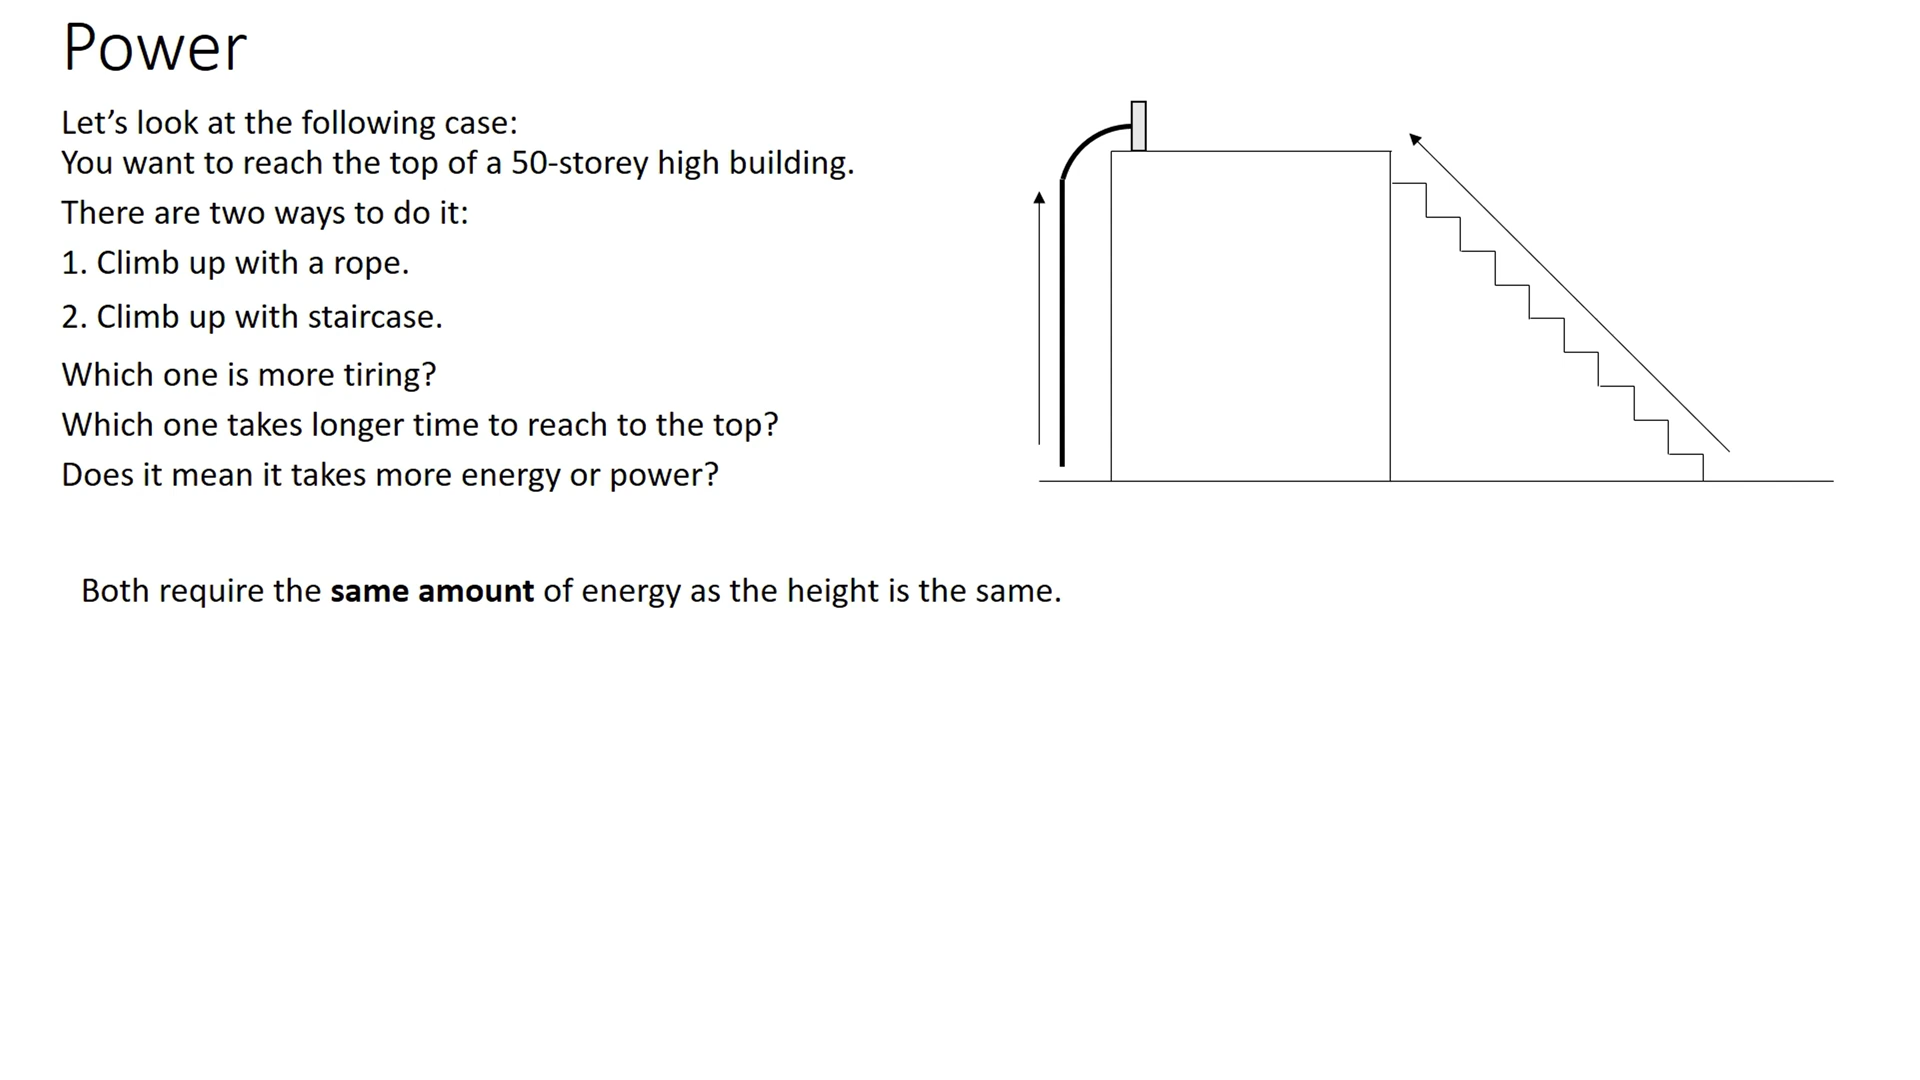 Power
Let’s look at the following case:
You want to reach the top of a 50-storey high building.
There are two ways to do it:
1. Climb up with a rope.
2. Climb up with staircase.
Which one is more tiring?
Which one takes longer time to reach to the top?
Does it mean it takes more energy or power?
Both require the same amount of energy as the height is the same.